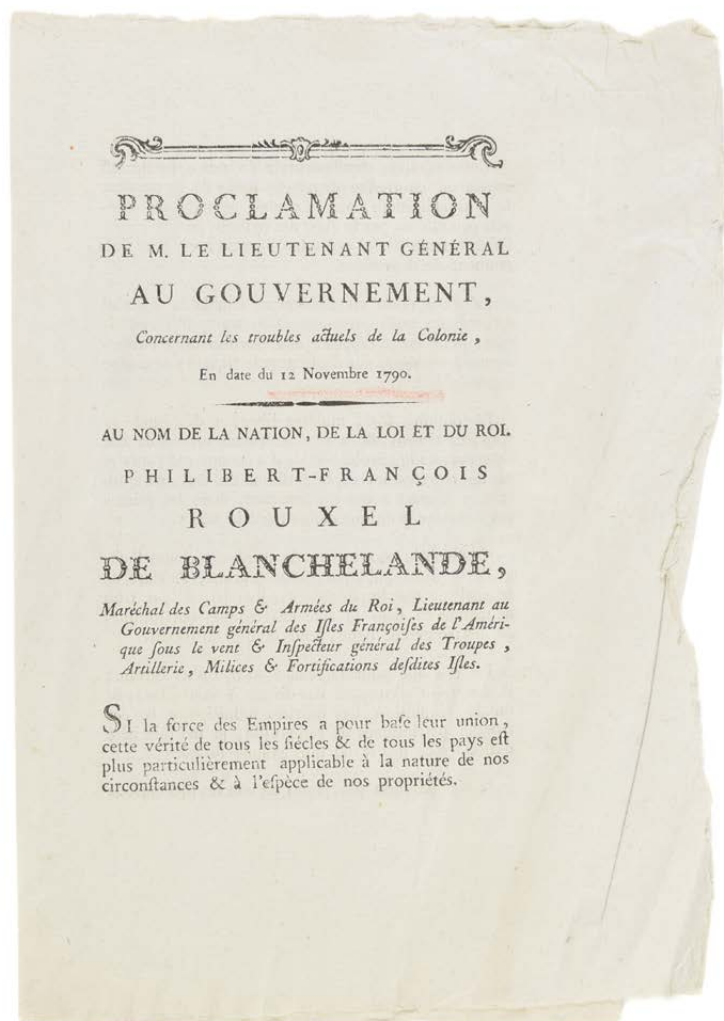 PROCLAMATION
DE M. LE LIEUTENANT GÉNÉRAL
AU GOUVERNEMENT,
Concernant les troubles actuels de la Colonie,
En date du 12 Novembre 1790.
AU NOM DE LA NATION, DE LA LOI ET DU ROI.
PHILIBERT-FRANÇOIS
ROUXEL
DE BLANCHELANDE,
Maréchal des Camps & Armées du Roi, Lieutenant au
Gouvernement général des Iſles Françoiſes de l'Améri-
que ſous le vent & Inſpecteur général des Troupes,
Artillerie, Milices & Fortifications deſdites Iſles.
SI la force des Empires a pour baſe leur union,
cette vérité de tous les ſiécles & de tous les pays eſt
plus particulièrement applicable à la nature de nos
circonſtances & à l'eſpèce de nos propriétés.